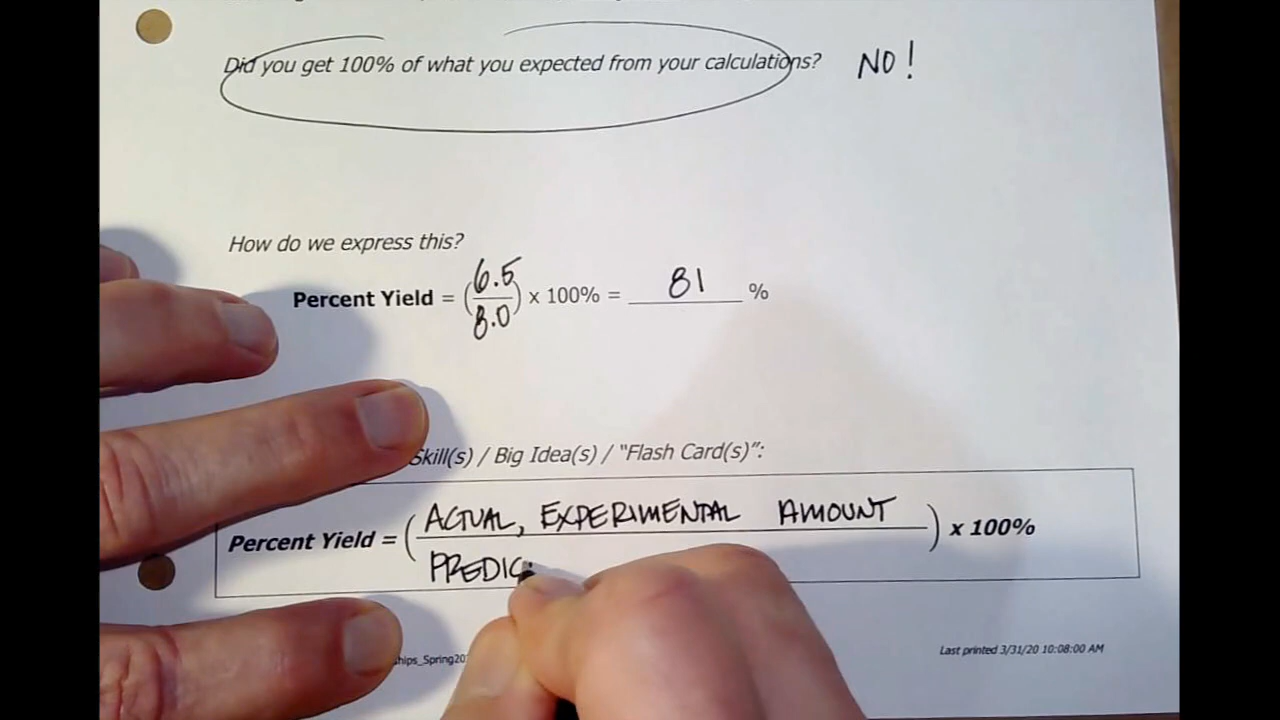 Did you get 100% of what you expected from your calculations? NO!
How do we express this?
Percent Yield = (6.5/8.0) x 100% = 81 %
Skill(s) / Big Idea(s) / "Flash Card(s)":
ACTUAL, EXPERIMENTAL AMOUNT
Percent Yield = ( ) x 100%
PREDIC
hips_Spring20
Last printed 3/31/20 10:08:00 AM